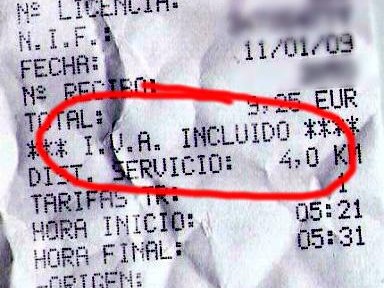 Nº LICENCIA:
N.I.F.:
FECHA: 11/01/09
Nº RECIBO:
TOTAL: 9,25 EUR
*** I.V.A. INCLUIDO ****
DIST. SERVICIO: 4,0 KM
TARIFAS TR: 1
HORA INICIO: 05:21
HORA FINAL: 05:31
-ORIGEN: